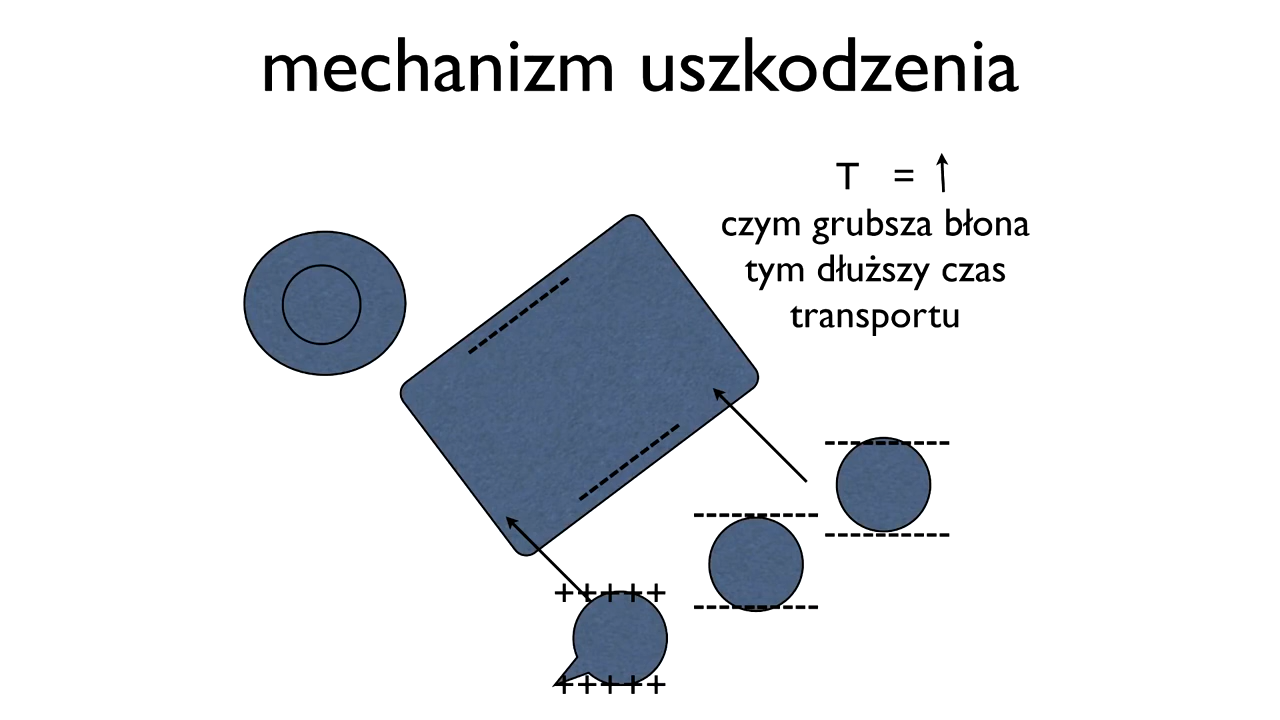 mechanizm uszkodzenia
T = ↑
czym grubsza błona
tym dłuższy czas
transportu
----------
----------
----------
----------
----------
----------
+++++
+++++